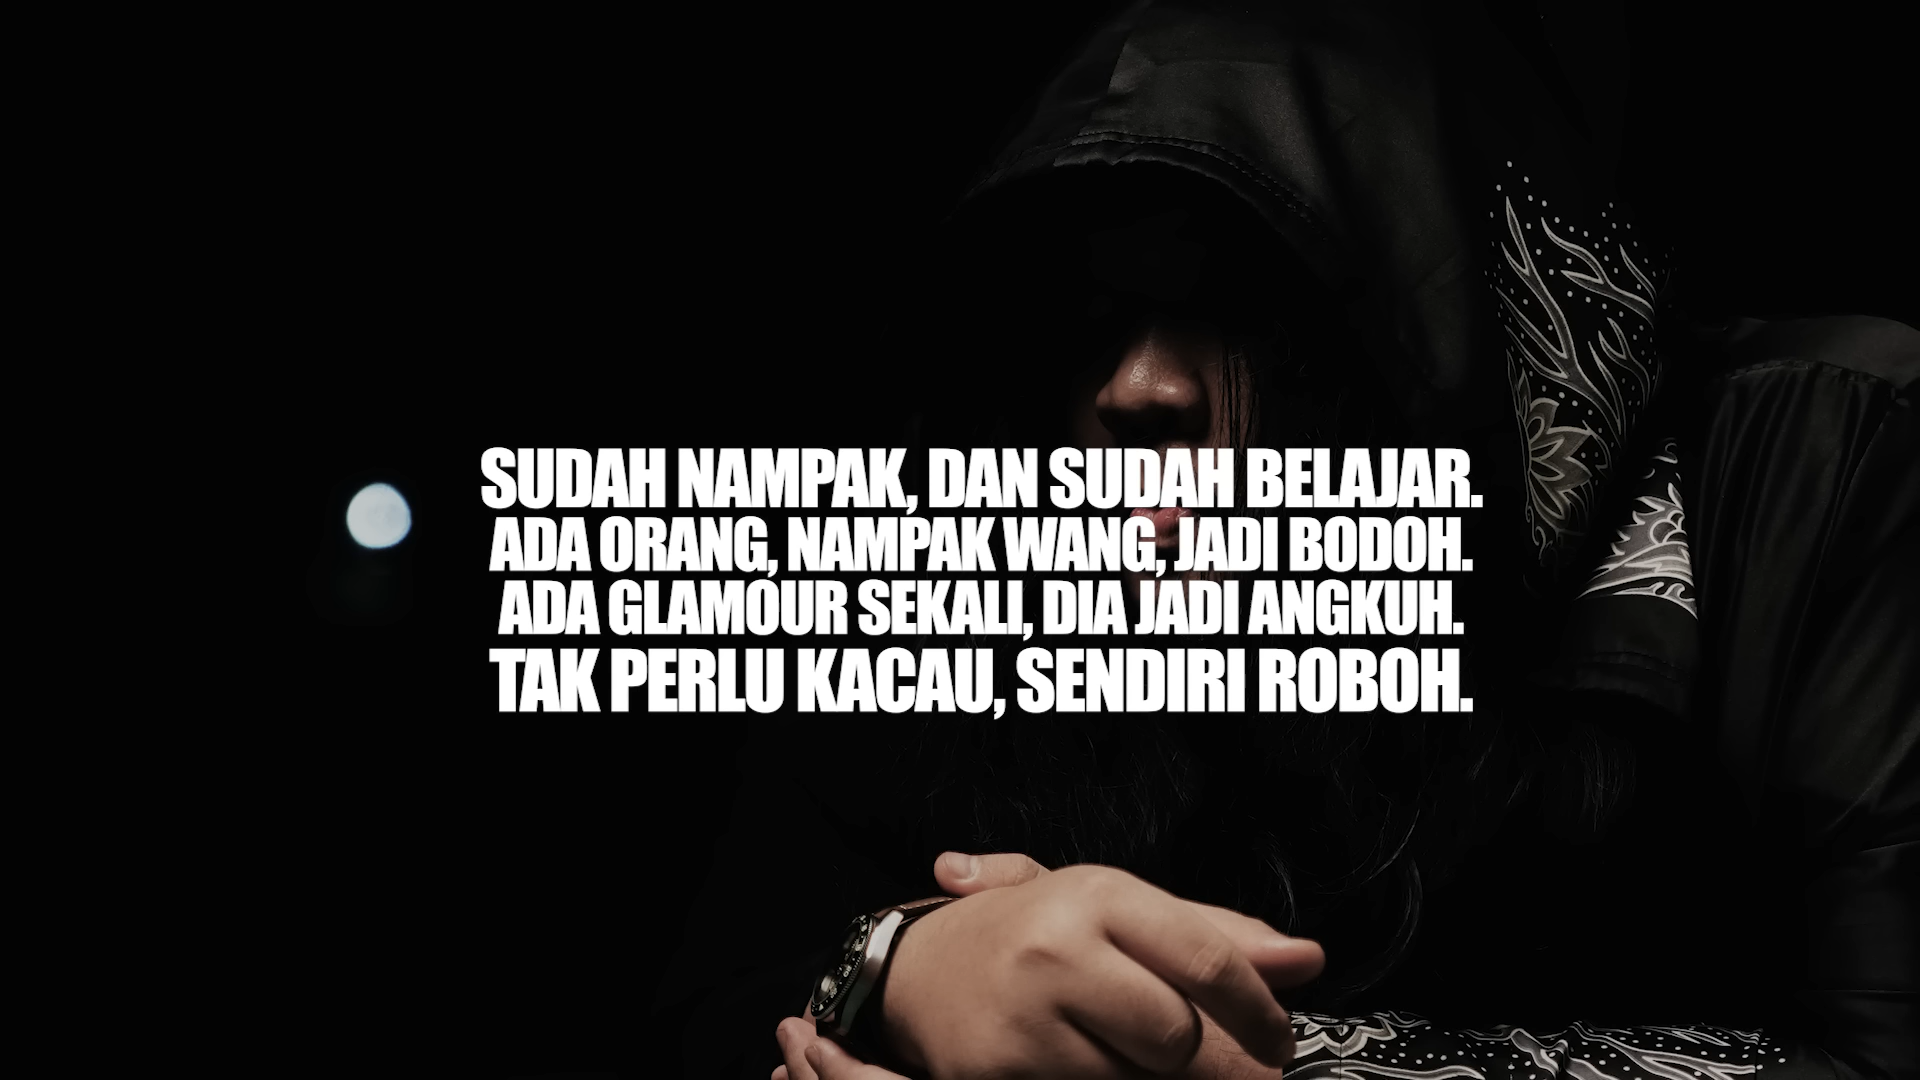 SUDAH NAMPAK, DAN SUDAH BELAJAR.
ADA ORANG, NAMPAK WANG, JADI BODOH.
ADA GLAMOUR SEKALI, DIA JADI ANGKUH.
TAK PERLU KACAU, SENDIRI ROBOH.